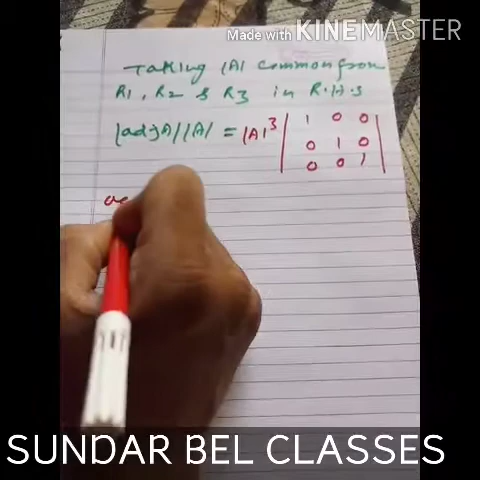 Made with KINEMASTER
Taking |A| common from
R1, R2 & R3 in R.H.S
|adjA||A| = |A|³ | 1 0 0 |
| 0 1 0 |
| 0 0 1 |
SUNDAR BEL CLASSES